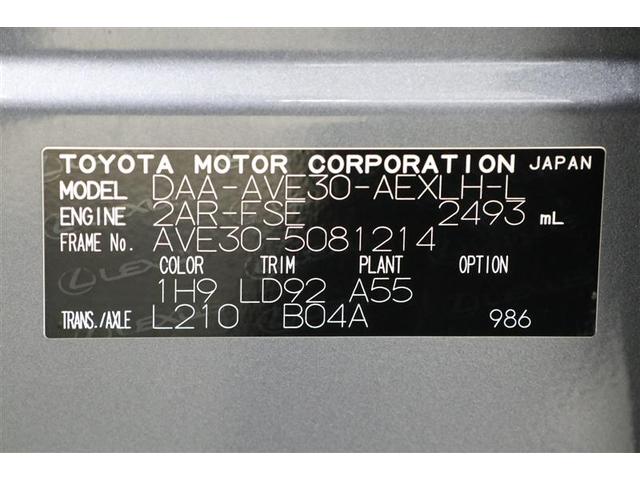 TOYOTA MOTOR CORPORATION JAPAN
MODEL DAA-AVE30-AEXLH-L
ENGINE 2AR-FSE 2493 mL
FRAME No. AVE30-5081214
COLOR TRIM PLANT OPTION
1H9 LD92 A55
TRANS./AXLE L210 B04A 986